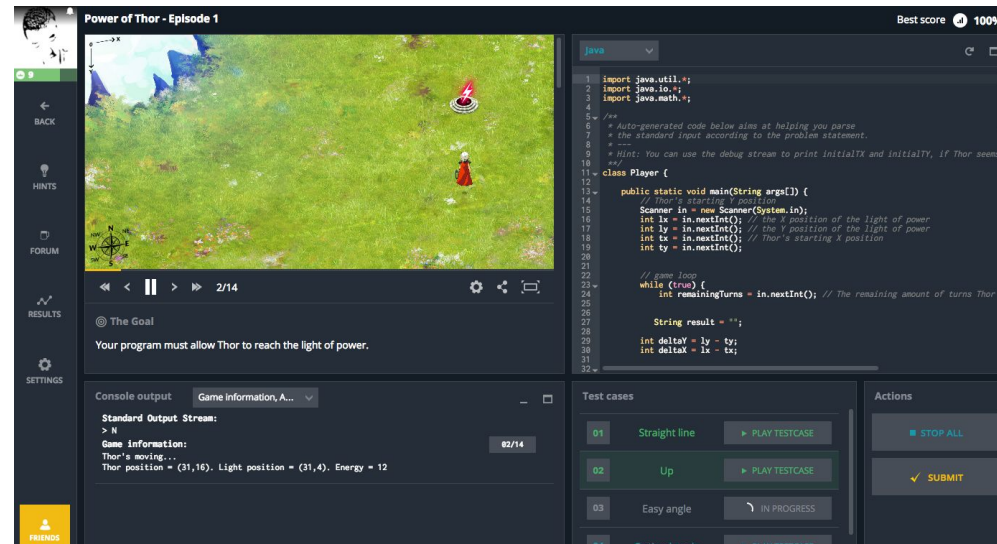 Power of Thor - Episode 1
Best score 100%
9
BACK
HINTS
FORUM
RESULTS
SETTINGS
FRIENDS
x
N
NE
E
W
NW
SW
S
2/14
The Goal
Your program must allow Thor to reach the light of power.
Console output
Game information, A...
Standard Output Stream:
> N
Game information:
02/14
Thor's moving...
Thor position = (31,16). Light position = (31,4). Energy = 12
Java
1 import java.util.*;
2 import java.io.*;
3 import java.math.*;
4
5 /**
6 * Auto-generated code below aims at helping you parse
7 * the standard input according to the problem statement.
8 * ---
9 * Hint: You can use the debug stream to print initialTX and initialTY, if Thor seems
10 **/
11 class Player {
12
13 public static void main(String args[]) {
14 // Thor's starting Y position
15 Scanner in = new Scanner(System.in);
16 int lx = in.nextInt(); // the X position of the light of power
17 int ly = in.nextInt(); // the Y position of the light of power
18 int tx = in.nextInt(); // Thor's starting X position
19 int ty = in.nextInt();
20
21
22 // game loop
23 while (true) {
24 int remainingTurns = in.nextInt(); // The remaining amount of turns Thor
25
26
27 String result = "";
28
29 int deltaY = ly - ty;
30 int deltaX = lx - tx;
31
32
Test cases
01 Straight line PLAY TESTCASE
02 Up PLAY TESTCASE
03 Easy angle IN PROGRESS
Actions
STOP ALL
SUBMIT